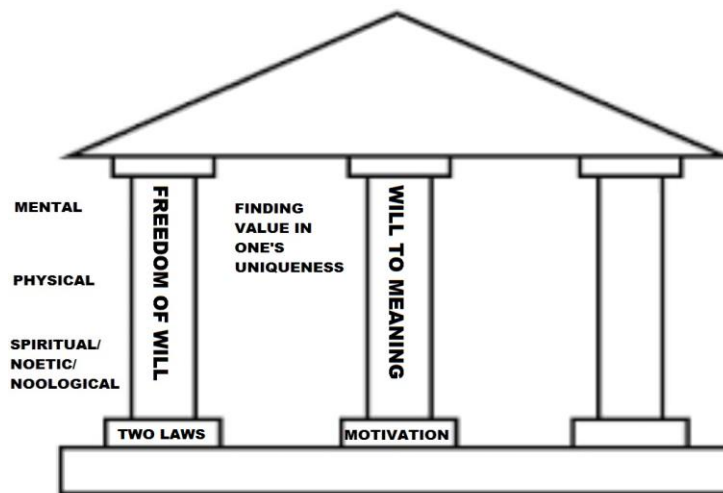 MENTAL
PHYSICAL
SPIRITUAL/
NOETIC/
NOOLOGICAL
FREEDOM OF WILL
TWO LAWS
FINDING
VALUE IN
ONE'S
UNIQUENESS
WILL TO MEANING
MOTIVATION